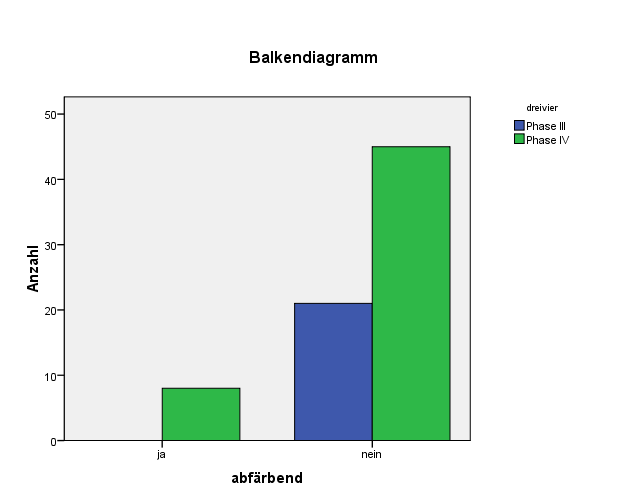 Balkendiagramm
dreivier
Phase III
Phase IV
Anzahl
50
40
30
20
10
0
ja
nein
abfärbend